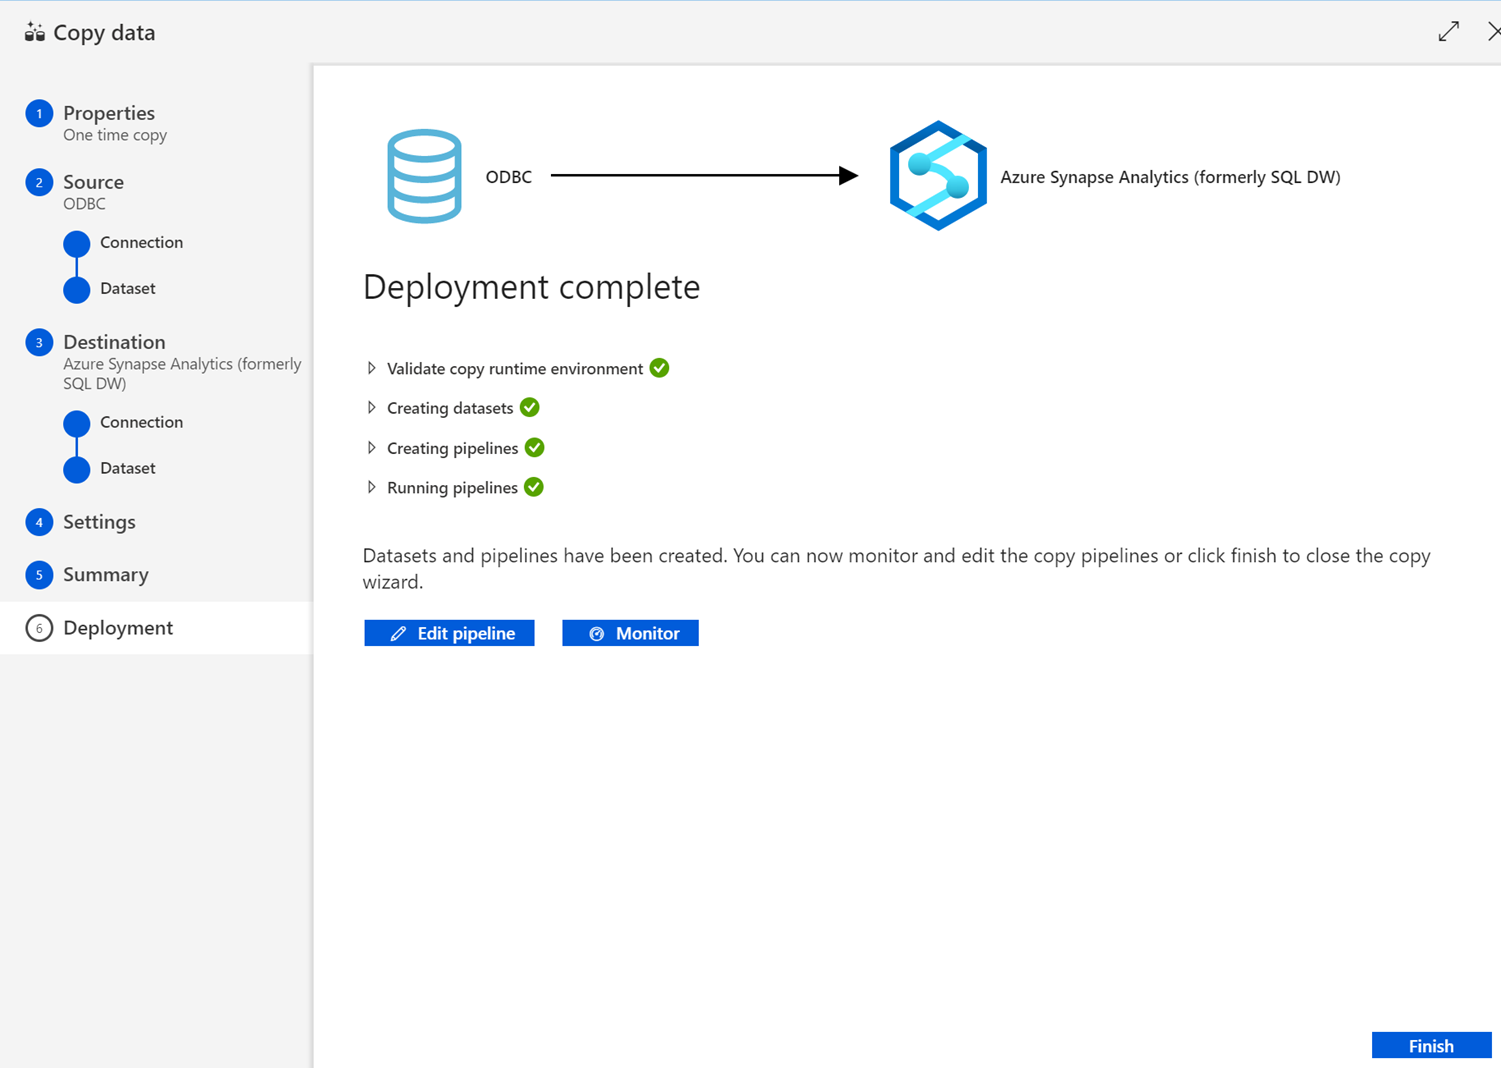 Copy data
1 Properties
One time copy
2 Source
ODBC
Connection
Dataset
3 Destination
Azure Synapse Analytics (formerly
SQL DW)
Connection
Dataset
4 Settings
5 Summary
6 Deployment
ODBC
Azure Synapse Analytics (formerly SQL DW)
Deployment complete
Validate copy runtime environment
Creating datasets
Creating pipelines
Running pipelines
Datasets and pipelines have been created. You can now monitor and edit the copy pipelines or click finish to close the copy
wizard.
Edit pipeline
Monitor
Finish